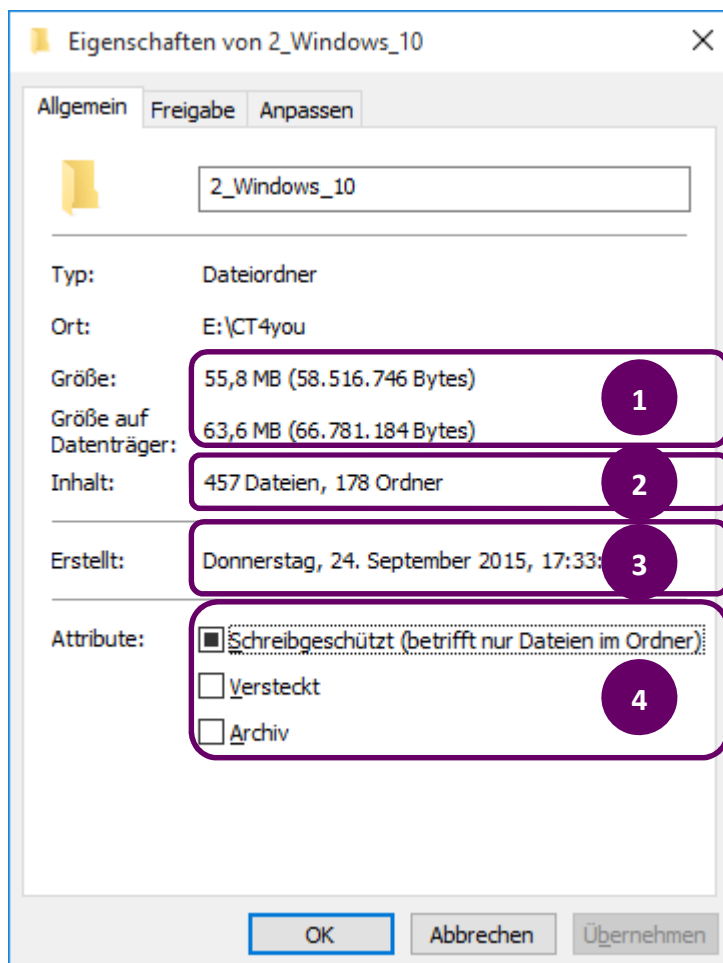 Eigenschaften von 2_Windows_10
Allgemein Freigabe Anpassen
2_Windows_10
Typ: Dateiordner
Ort: E:\CT4you
Größe: 55,8 MB (58.516.746 Bytes)
1
Größe auf
Datenträger: 63,6 MB (66.781.184 Bytes)
Inhalt: 457 Dateien, 178 Ordner
2
Erstellt: Donnerstag, 24. September 2015, 17:33:
3
Attribute: Schreibgeschützt (betrifft nur Dateien im Ordner)
Versteckt
4
Archiv
OK Abbrechen Übernehmen